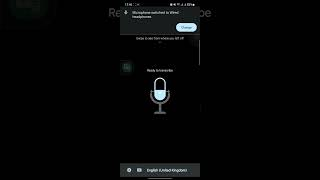 Microphone switched to Wired
headphones
Change
Ready to transcribe
English (United Kingdom)